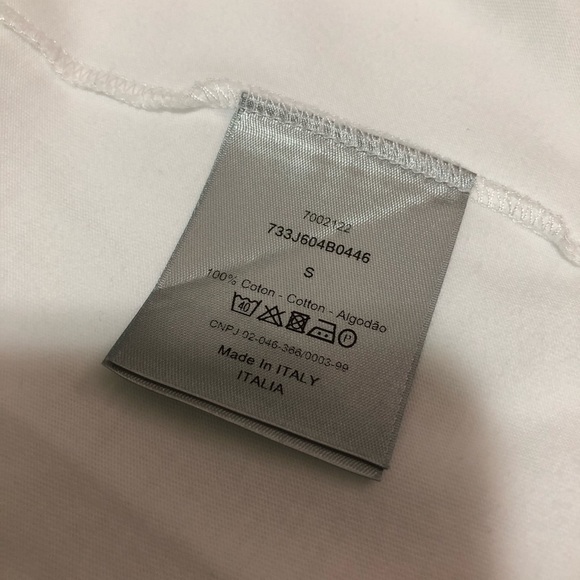 7002122
733J604B0446
S
100% Coton - Cotton - Algodão
40 P
CNPJ 02-046-368/0003-99
Made In ITALY
ITALIA